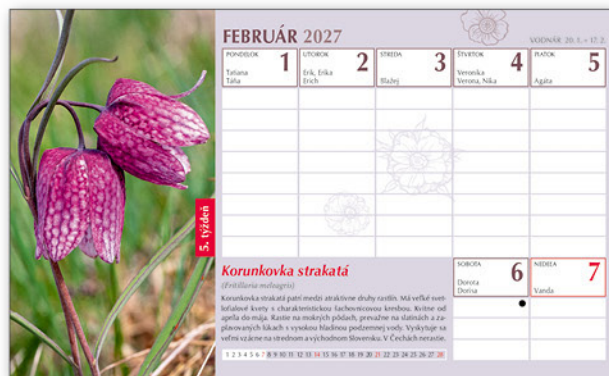 FEBRUÁR 2027
VODNÁR 20. 1. • 17. 2.
PONDELOK 1
Tatiana
Táňa
UTOROK 2
Erik, Erika
Erich
STREDA 3
Blažej
ŠTVRTOK 4
Veronika
Verona, Nika
PIATOK 5
Agáta
5. týždeň
SOBOTA 6
Dorota
Dorisa
NEDEĽA 7
Vanda
Korunkovka strakatá
(Fritillaria meleagris)
Korunkovka strakatá patrí medzi atraktívne druhy rastlín. Má veľké svet-
lofialové kvety s charakteristickou šachovnicovou kresbou. Kvitne od
apríla do mája. Rastie na mokrých pôdach, prevažne na slatinách a za-
plavovaných lúkach s vysokou hladinou podzemnej vody. Vyskytuje sa
veľmi vzácne na strednom a východnom Slovensku. V Čechách nerastie.
1 2 3 4 5 6 7 8 9 10 11 12 13 14 15 16 17 18 19 20 21 22 23 24 25 26 27 28